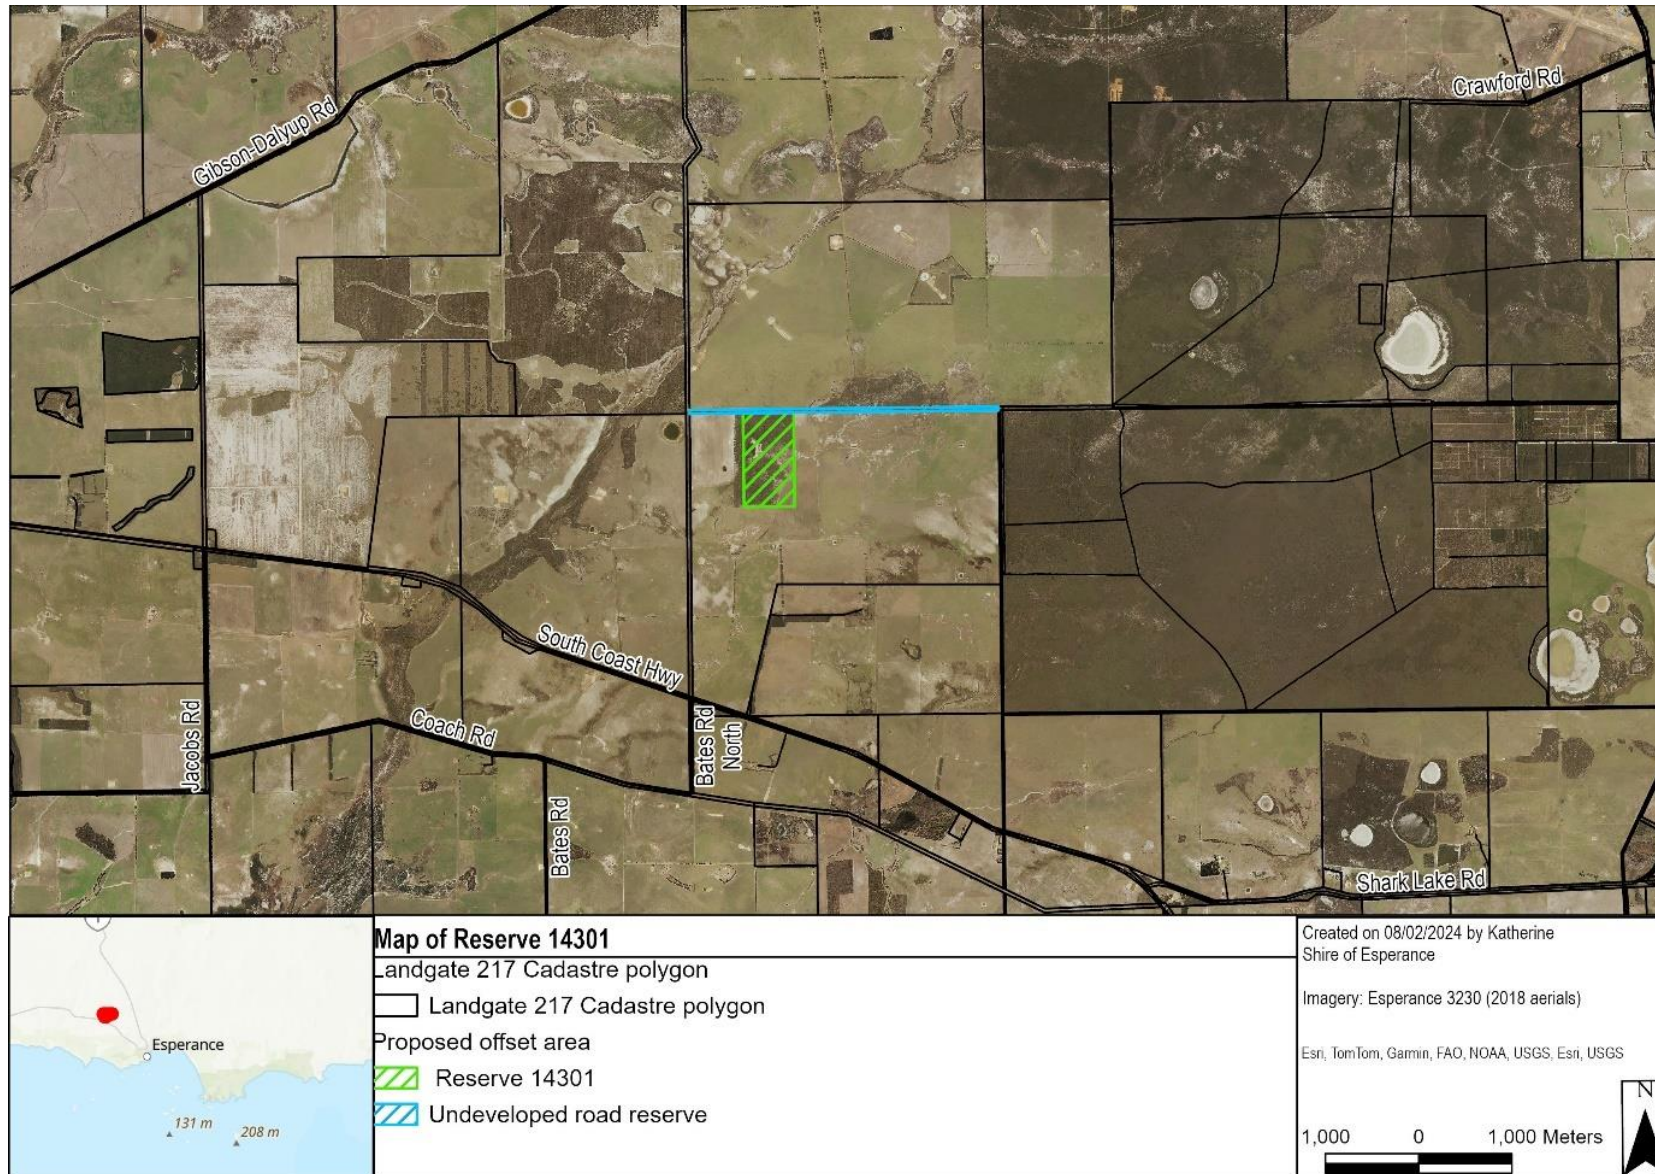 Crawford Rd
Gibson-Dalyup Rd
South Coast Hwy
Jacobs Rd
Coach Rd
Bates Rd
North
Bates Rd
Shark Lake Rd
1
Esperance
131 m
208 m
Map of Reserve 14301
Landgate 217 Cadastre polygon
Landgate 217 Cadastre polygon
Proposed offset area
Reserve 14301
Undeveloped road reserve
Created on 08/02/2024 by Katherine
Shire of Esperance
Imagery: Esperance 3230 (2018 aerials)
Esri, TomTom, Garmin, FAO, NOAA, USGS, Esri, USGS
N
1,000 0 1,000 Meters